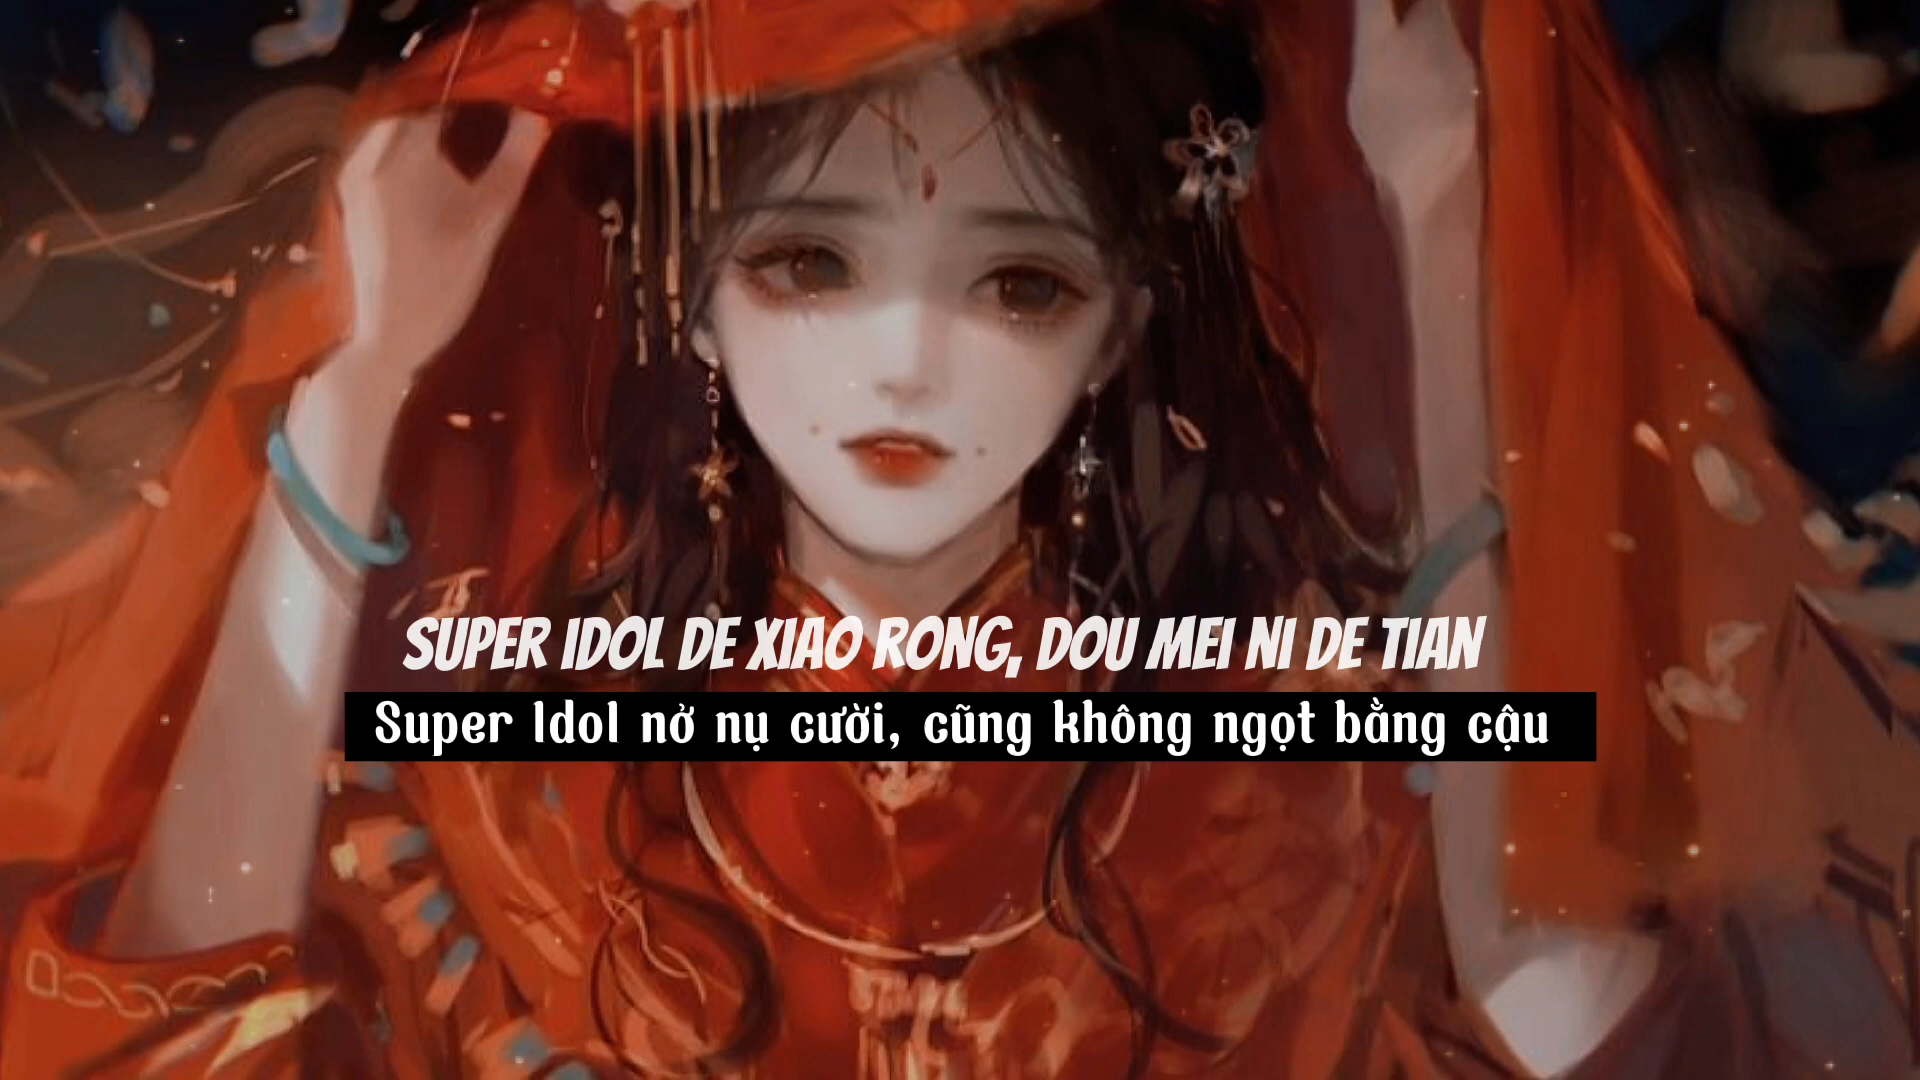 SUPER IDOL DE XIAO RONG, DOU MEI NI DE TIAN
Super Idol nở nụ cười, cũng không ngọt bằng cậu